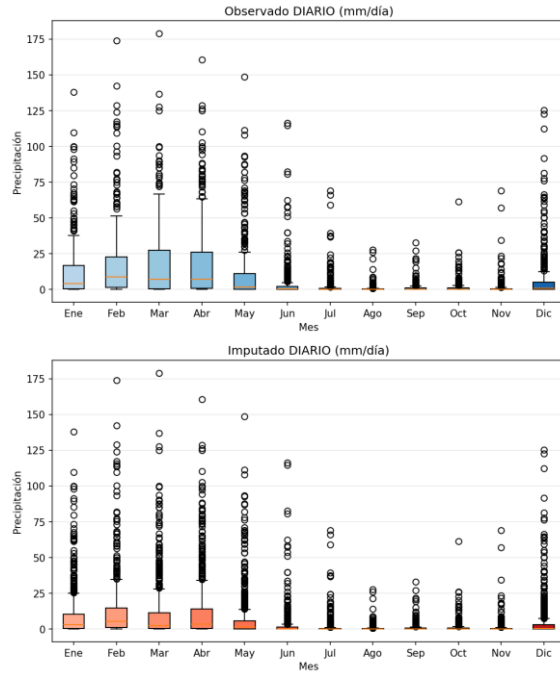 Observado DIARIO (mm/día)
175
150
125
100
75
50
25
0
Precipitación
Ene Feb Mar Abr May Jun Jul Ago Sep Oct Nov Dic
Mes
Imputado DIARIO (mm/día)
175
150
125
100
75
50
25
0
Precipitación
Ene Feb Mar Abr May Jun Jul Ago Sep Oct Nov Dic
Mes